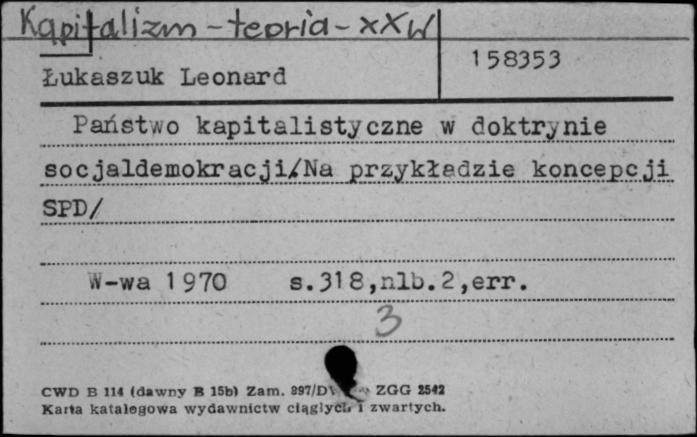 Kapitalizm - teoria - XX w
158353
Łukaszuk Leonard
Państwo kapitalistyczne w doktrynie
socjaldemokracji/Na przykładzie koncepcji
SPD/
W-wa 1970 s.318,nlb.2,err.
3
CWD B 114 (dawny B 15b) Zam. ZGG 2542
Karta katalogowa wydawnictw ciągłych i zwartych.